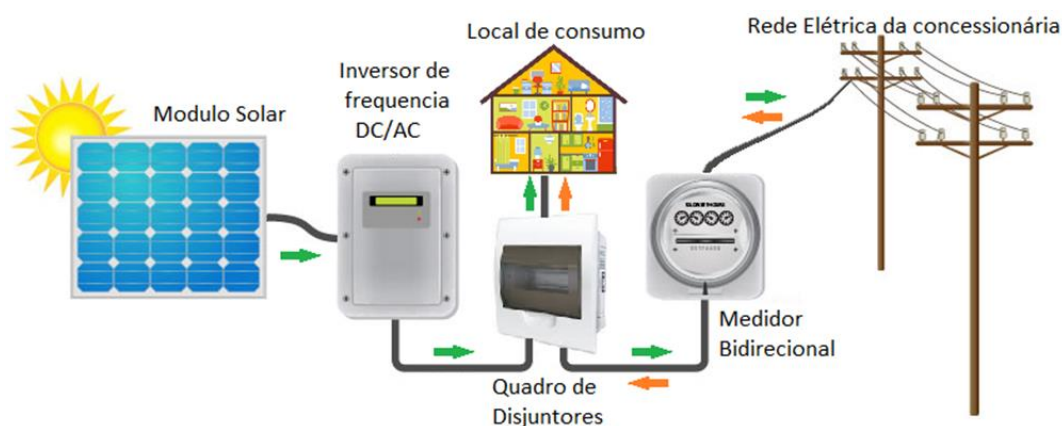 Modulo Solar
Inversor de
frequencia
DC/AC
Local de consumo
Rede Elétrica da concessionária
Quadro de
Disjuntores
Medidor
Bidirecional